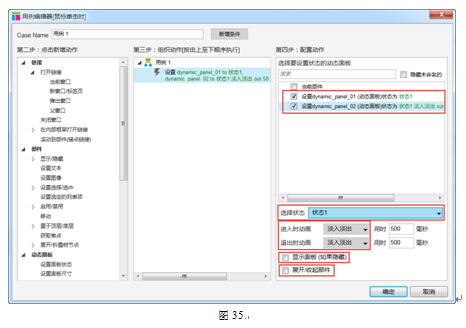 用例编辑器[鼠标单击时]
Case Name 用例 1 新增条件
第二步：点击新增动作
链接
打开链接
当前窗口
新窗口/标签页
弹出窗口
父窗口
关闭窗口
在内部框架打开链接
滚动到部件(锚点链接)
部件
显示/隐藏
设置文本
设置图像
设置选择/选中
设置选定的列表项
启用/禁用
移动
置于顶层/底层
获取焦点
展开/折叠树节点
动态面板
设置面板状态
设置面板尺寸
第三步：组织动作[按由上至下顺序执行]
用例 1
设置 dynamic_panel_01 to 状态1,
dynamic_panel_02 to 状态1 淡入淡出 out 50
第四步：配置动作
选择要设置状态的动态面板
搜索 隐藏未命名的
当前部件
设置dynamic_panel_01 (动态面板)状态为 状态1
设置dynamic_panel_02 (动态面板)状态为 状态1 淡入淡出 out
选择状态 状态1
进入时动画 淡入淡出 用时 500 毫秒
退出时动画 淡入淡出 用时 500 毫秒
显示面板 (如果隐藏)
展开/收起部件
确定 取消
图 35.